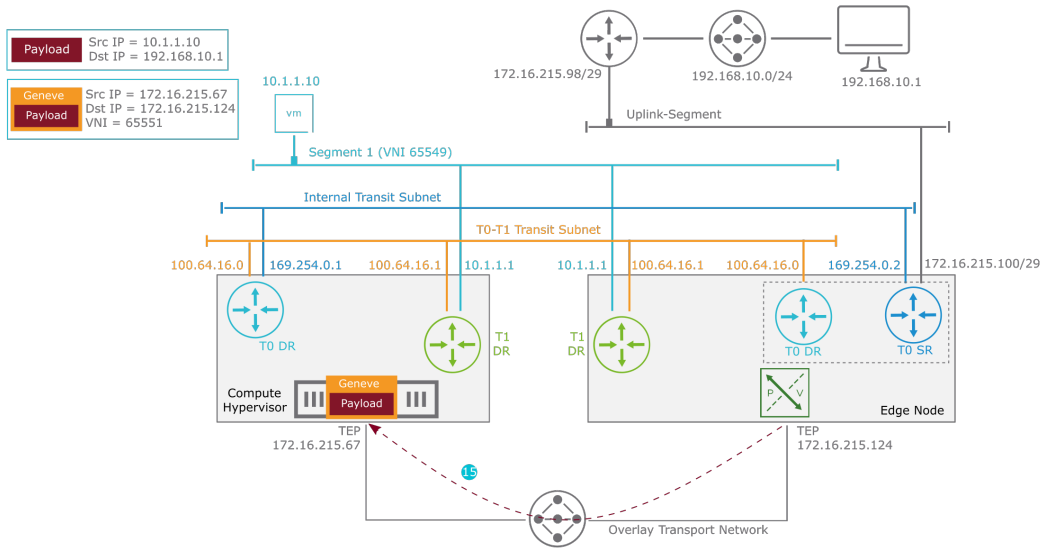 Payload
Src IP = 10.1.1.10
Dst IP = 192.168.10.1
Geneve
Payload
Src IP = 172.16.215.67
Dst IP = 172.16.215.124
VNI = 65551
10.1.1.10
vm
172.16.215.98/29
192.168.10.0/24
192.168.10.1
Uplink-Segment
Segment 1 (VNI 65549)
Internal Transit Subnet
T0-T1 Transit Subnet
100.64.16.0
169.254.0.1
100.64.16.1
10.1.1.1
10.1.1.1
100.64.16.1
100.64.16.0
169.254.0.2
172.16.215.100/29
T0 DR
T1
DR
T1
DR
T0 DR
T0 SR
Compute
Hypervisor
Geneve
Payload
P
V
Edge Node
TEP
172.16.215.67
TEP
172.16.215.124
15
Overlay Transport Network